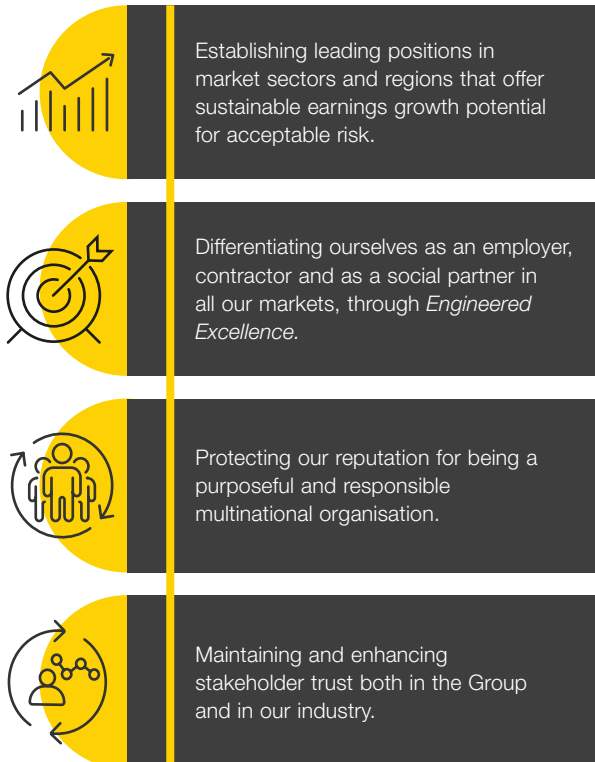 Establishing leading positions in
market sectors and regions that offer
sustainable earnings growth potential
for acceptable risk.
Differentiating ourselves as an employer,
contractor and as a social partner in
all our markets, through Engineered
Excellence.
Protecting our reputation for being a
purposeful and responsible
multinational organisation.
Maintaining and enhancing
stakeholder trust both in the Group
and in our industry.